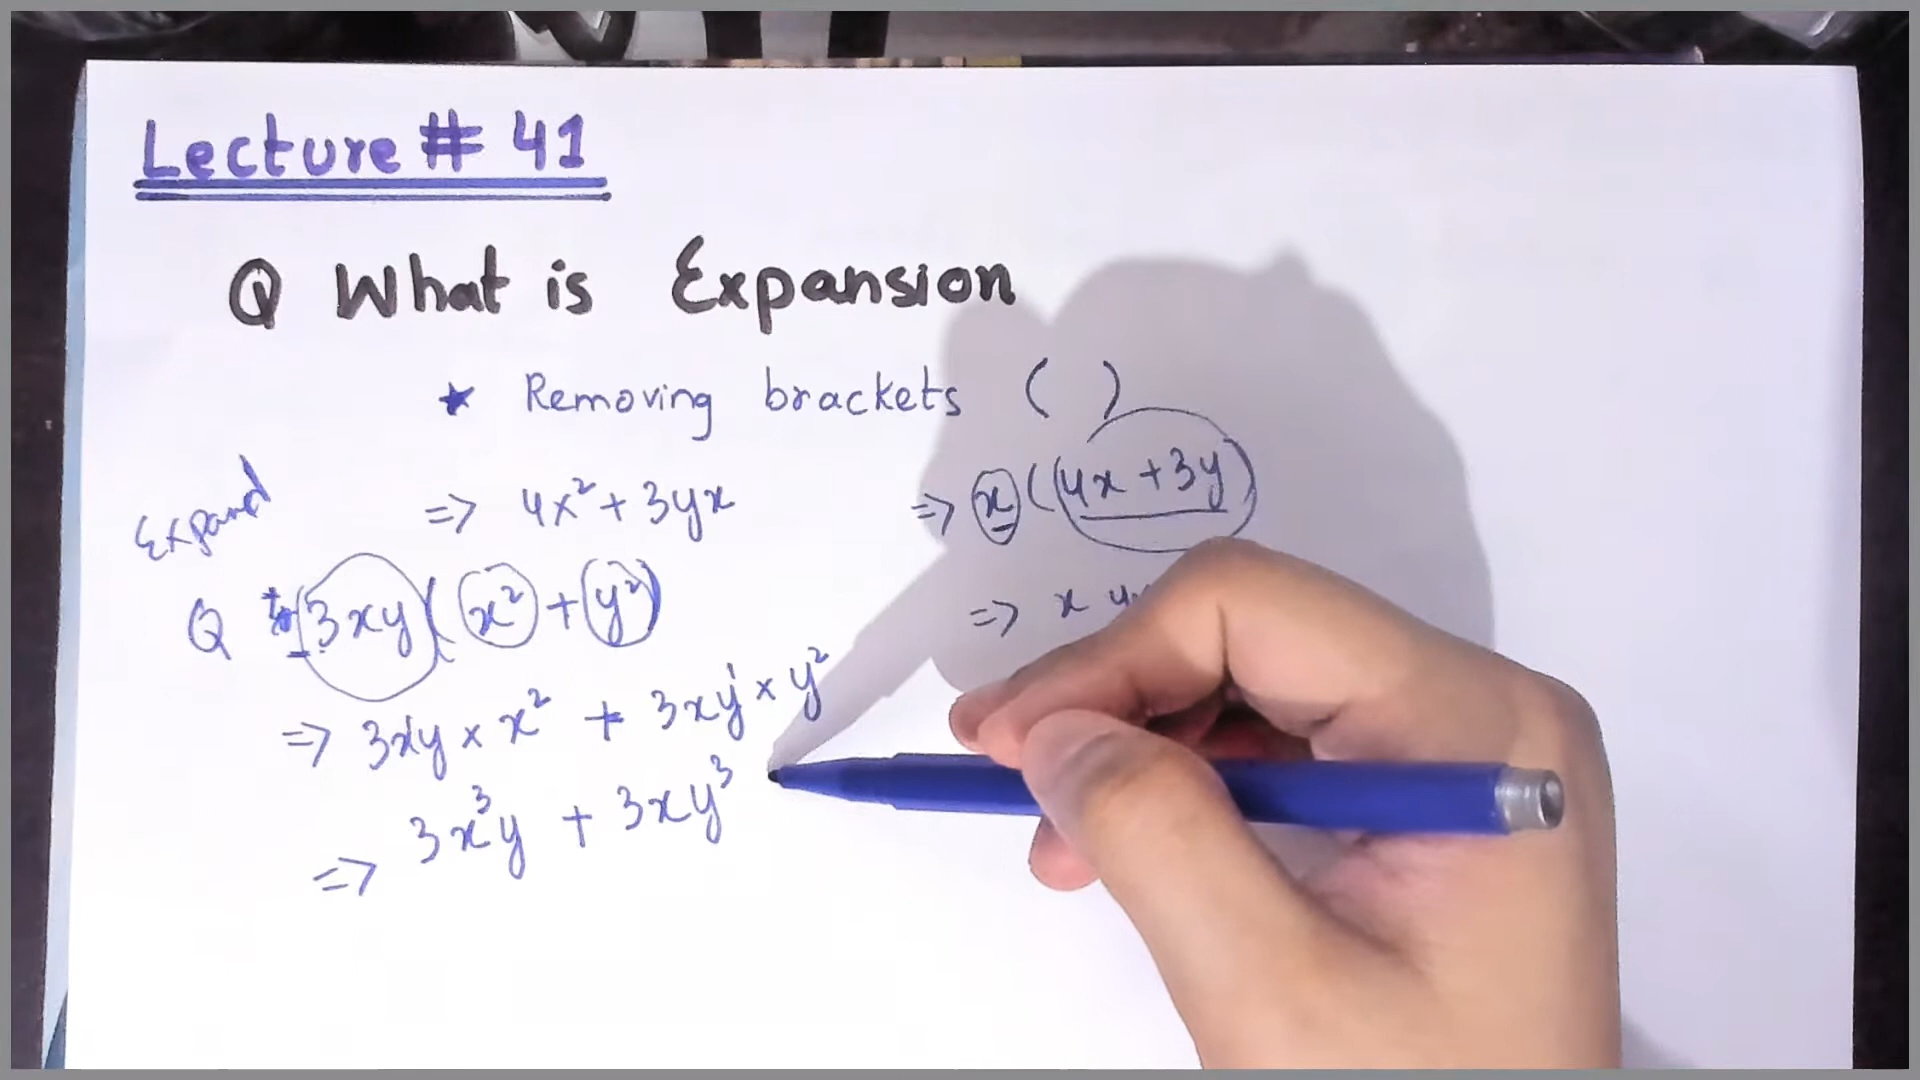 Lecture # 41
Q What is Expansion
★ Removing brackets ( )
Expand
=> 4x² + 3yx
=> x (4x + 3y)
=> x
Q 3xy (x² + y²)
=> 3xy × x² + 3xy × y²
=> 3x³y + 3xy³